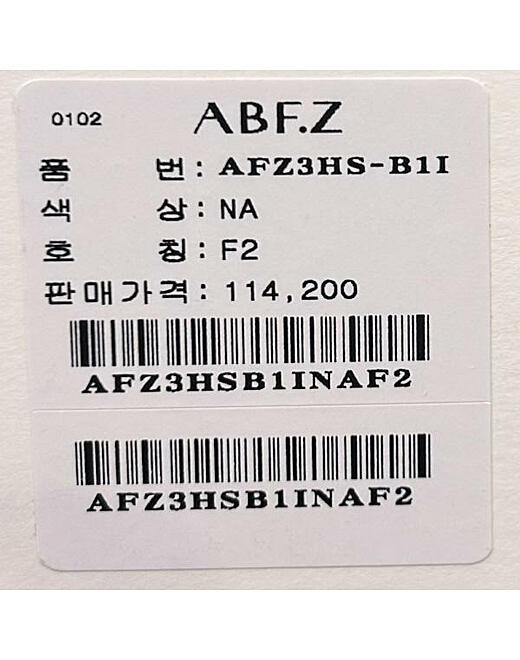 0102 ABF.Z
품 번: AFZ3HS-B1I
색 상: NA
호 칭: F2
판매가격: 114,200
AFZ3HSB1INAF2
AFZ3HSB1INAF2